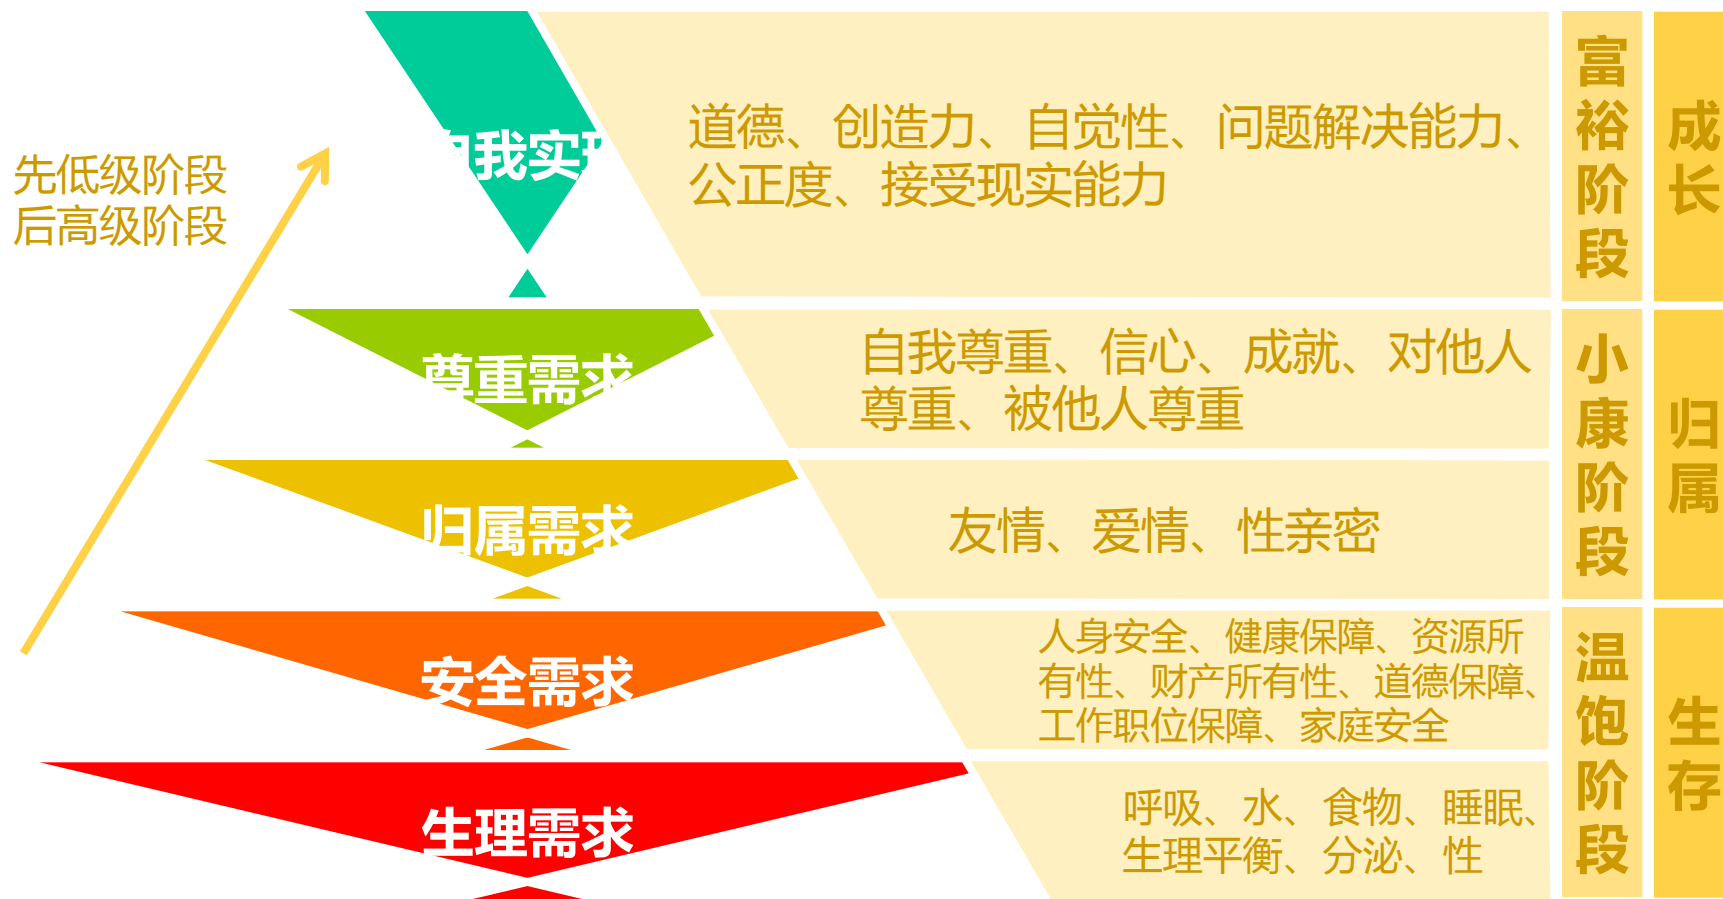 先低级阶段
后高级阶段
自我实现
道德、创造力、自觉性、问题解决能力、
公正度、接受现实能力
尊重需求
自我尊重、信心、成就、对他人
尊重、被他人尊重
归属需求
友情、爱情、性亲密
安全需求
人身安全、健康保障、资源所
有性、财产所有性、道德保障、
工作职位保障、家庭安全
生理需求
呼吸、水、食物、睡眠、
生理平衡、分泌、性
富裕阶段
小康阶段
温饱阶段
成长
归属
生存